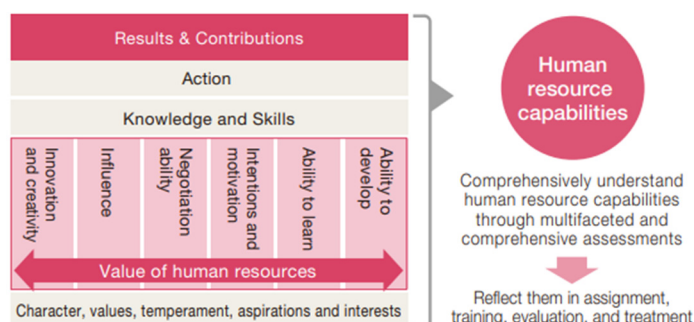 Results & Contributions
Action
Knowledge and Skills
Innovation
and creativity
Influence
Negotiation
ability
Intentions and
motivation
Ability to learn
Ability to
develop
Value of human resources
Character, values, temperament, aspirations and interests
Human
resource
capabilities
Comprehensively understand
human resource capabilities
through multifaceted and
comprehensive assessments
Reflect them in assignment,
training, evaluation, and treatment